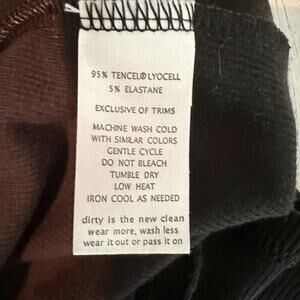 95% TENCEL® LYOCELL
5% ELASTANE
EXCLUSIVE OF TRIMS
MACHINE WASH COLD
WITH SIMILAR COLORS
GENTLE CYCLE
DO NOT BLEACH
TUMBLE DRY
LOW HEAT
IRON COOL AS NEEDED
dirty is the new clean
wear more, wash less
wear it out or pass it on